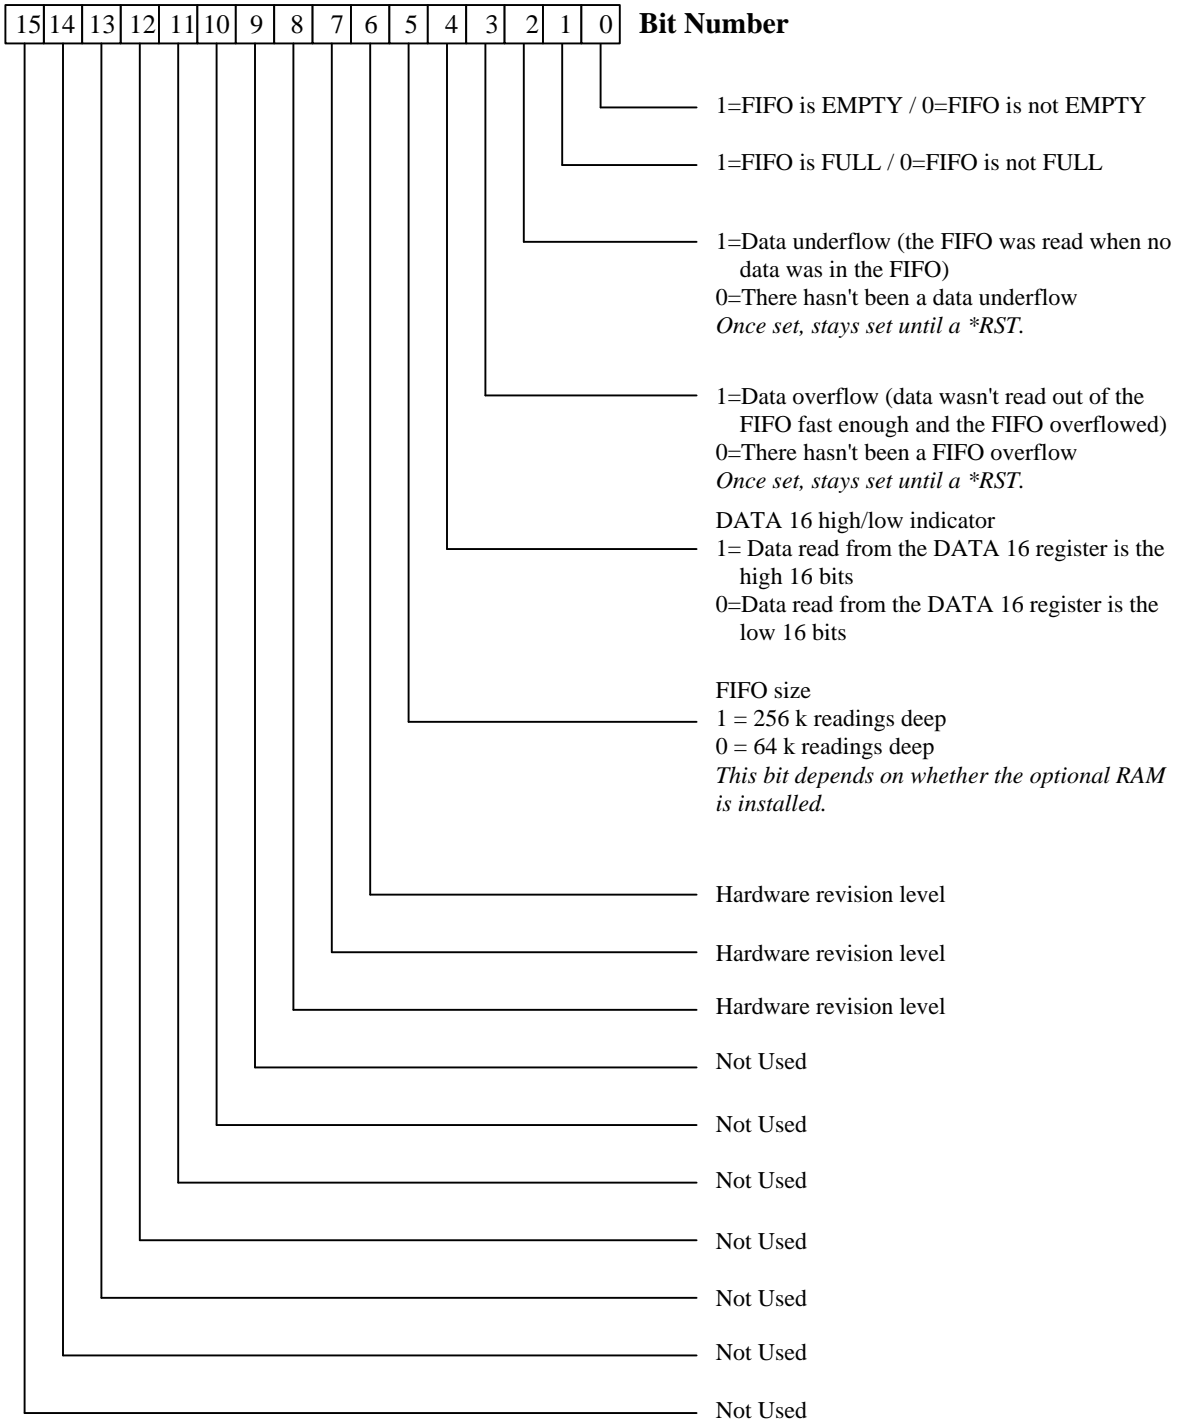 15 14 13 12 11 10 9 8 7 6 5 4 3 2 1 0 Bit Number
1=FIFO is EMPTY / 0=FIFO is not EMPTY
1=FIFO is FULL / 0=FIFO is not FULL
1=Data underflow (the FIFO was read when no
data was in the FIFO)
0=There hasn't been a data underflow
Once set, stays set until a *RST.
1=Data overflow (data wasn't read out of the
FIFO fast enough and the FIFO overflowed)
0=There hasn't been a FIFO overflow
Once set, stays set until a *RST.
DATA 16 high/low indicator
1= Data read from the DATA 16 register is the
high 16 bits
0=Data read from the DATA 16 register is the
low 16 bits
FIFO size
1 = 256 k readings deep
0 = 64 k readings deep
This bit depends on whether the optional RAM
is installed.
Hardware revision level
Hardware revision level
Hardware revision level
Not Used
Not Used
Not Used
Not Used
Not Used
Not Used
Not Used